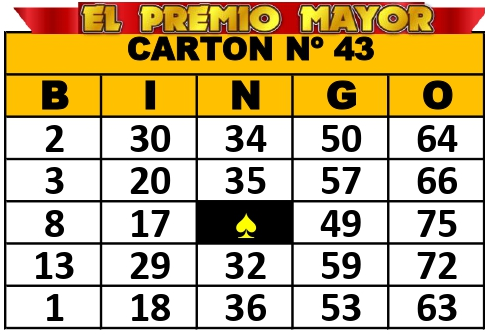 EL PREMIO MAYOR
CARTON Nº 43
B I N G O
2 30 34 50 64
3 20 35 57 66
8 17 ♠ 49 75
13 29 32 59 72
1 18 36 53 63